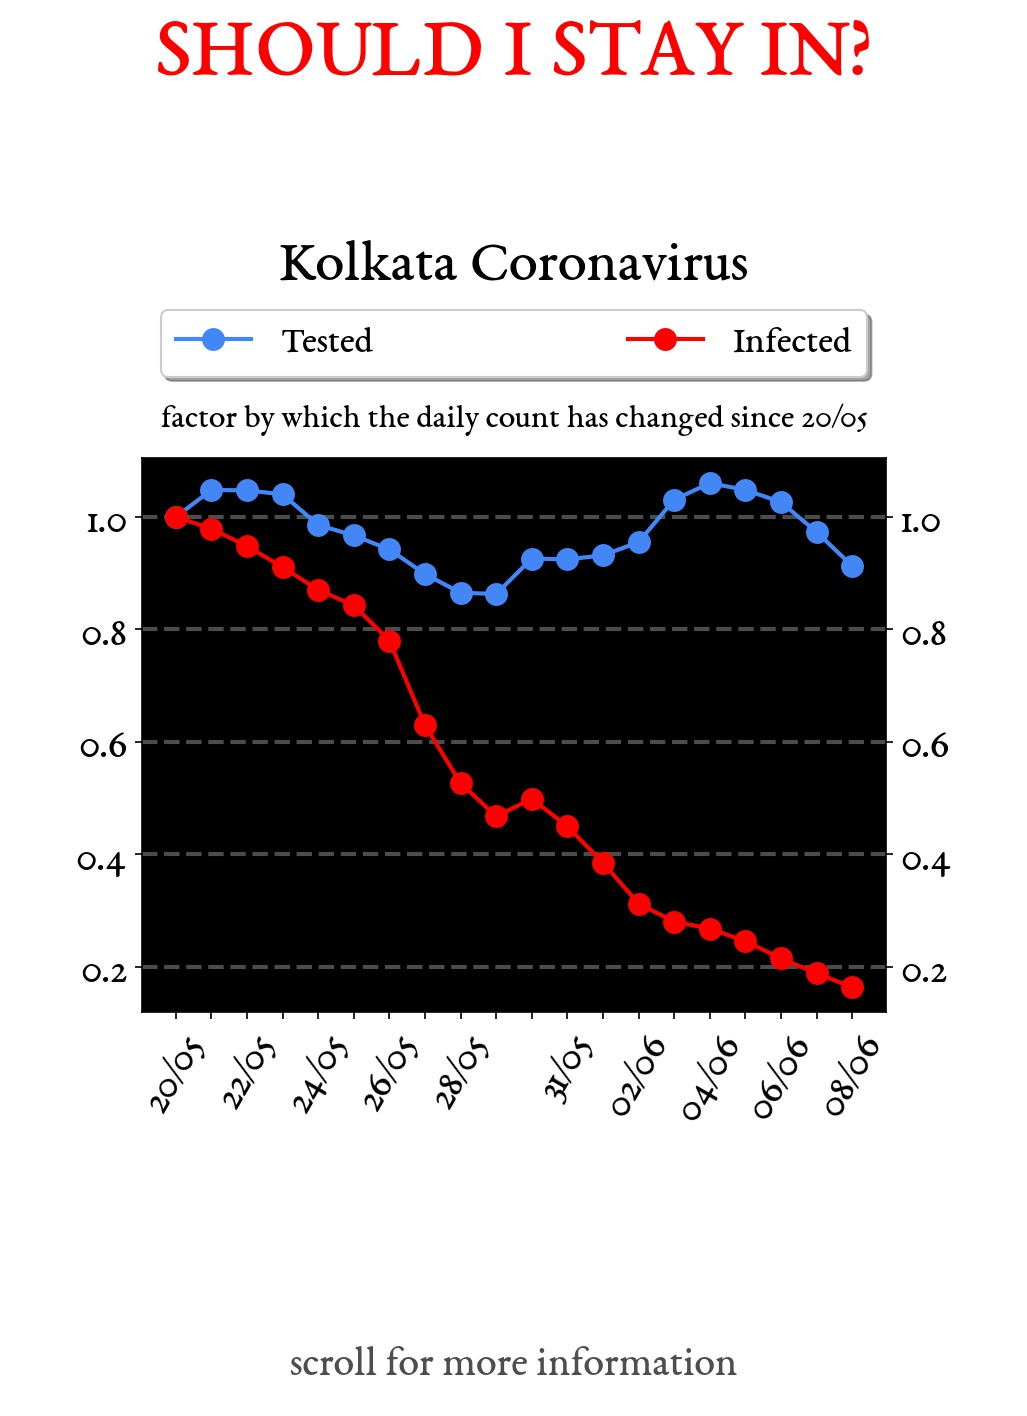 SHOULD I STAY IN?
Kolkata Coronavirus
Tested Infected
factor by which the daily count has changed since 20/05
1.0 1.0
0.8 0.8
0.6 0.6
0.4 0.4
0.2 0.2
20/05 22/05 24/05 26/05 28/05 31/05 02/06 04/06 06/06 08/06
scroll for more information